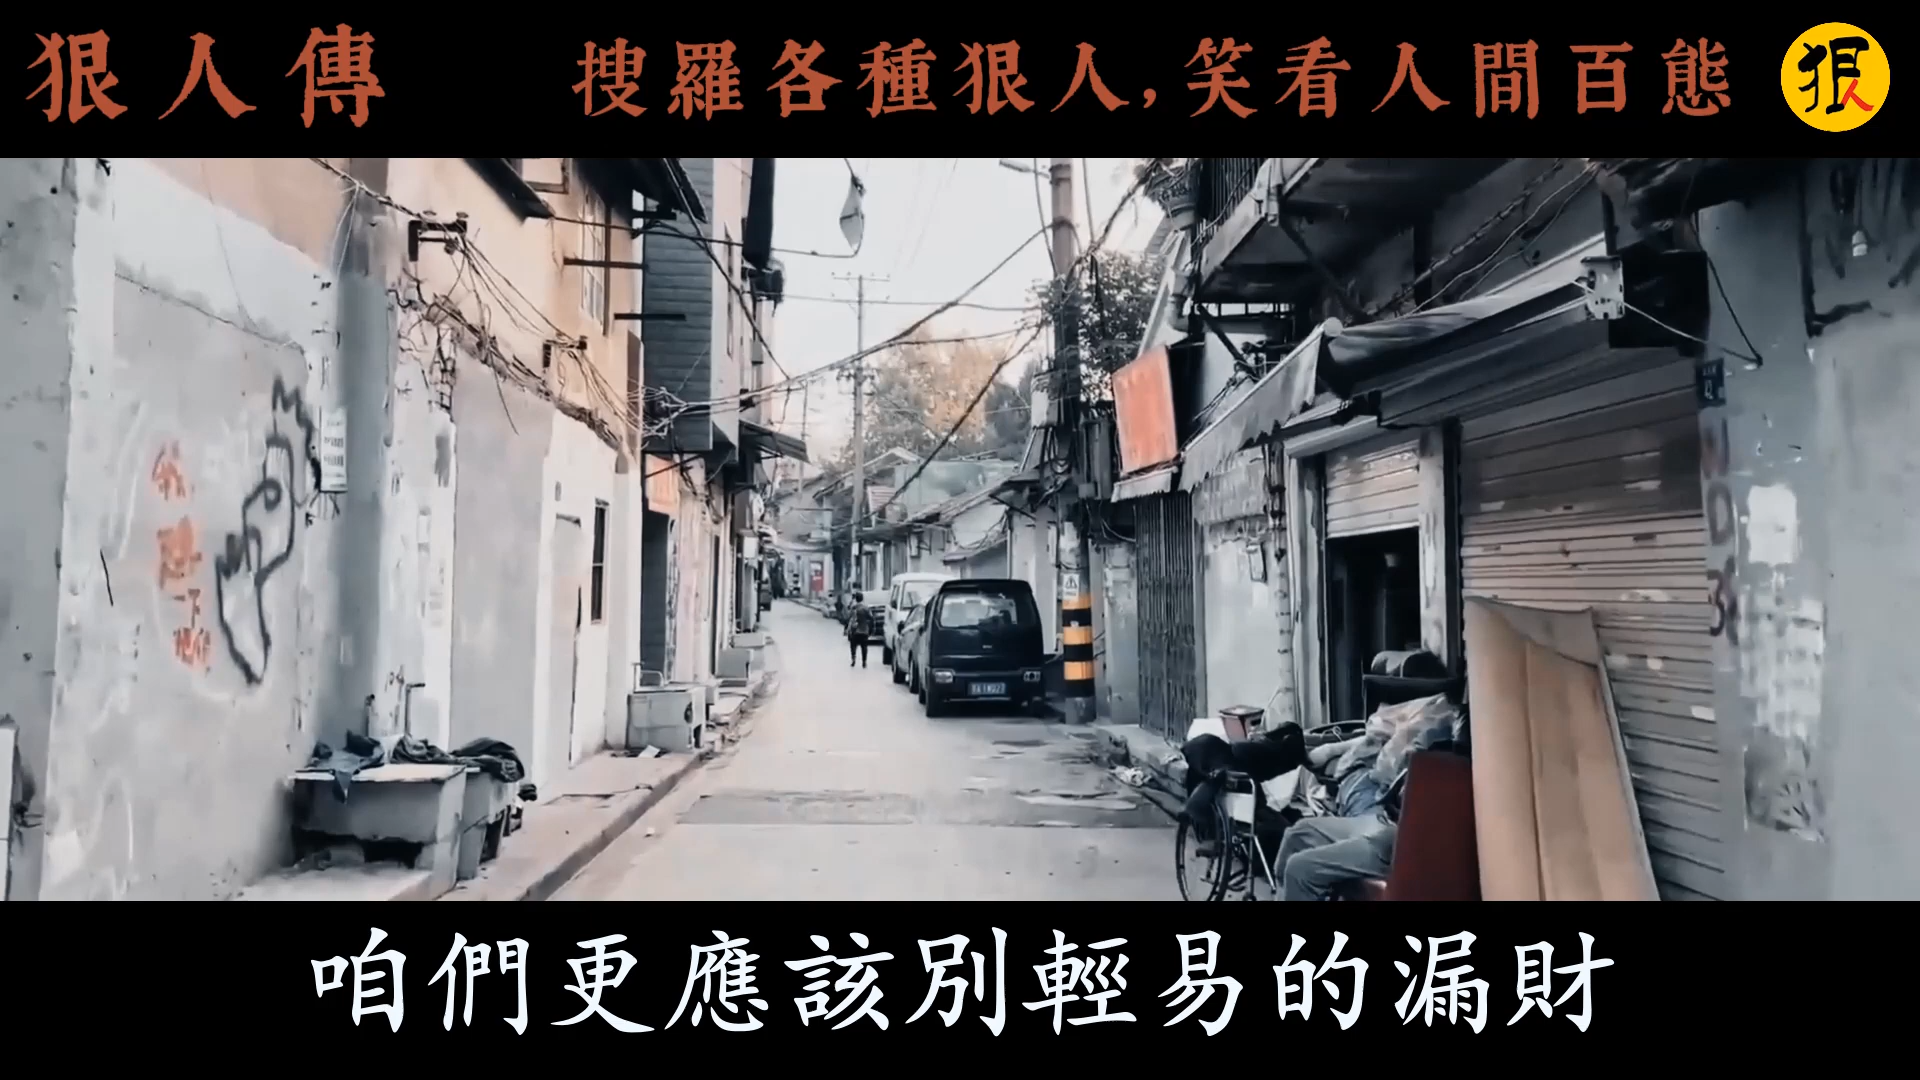 狠人傳
搜羅各種狠人,笑看人間百態
狠人
咱們更應該別輕易的漏財